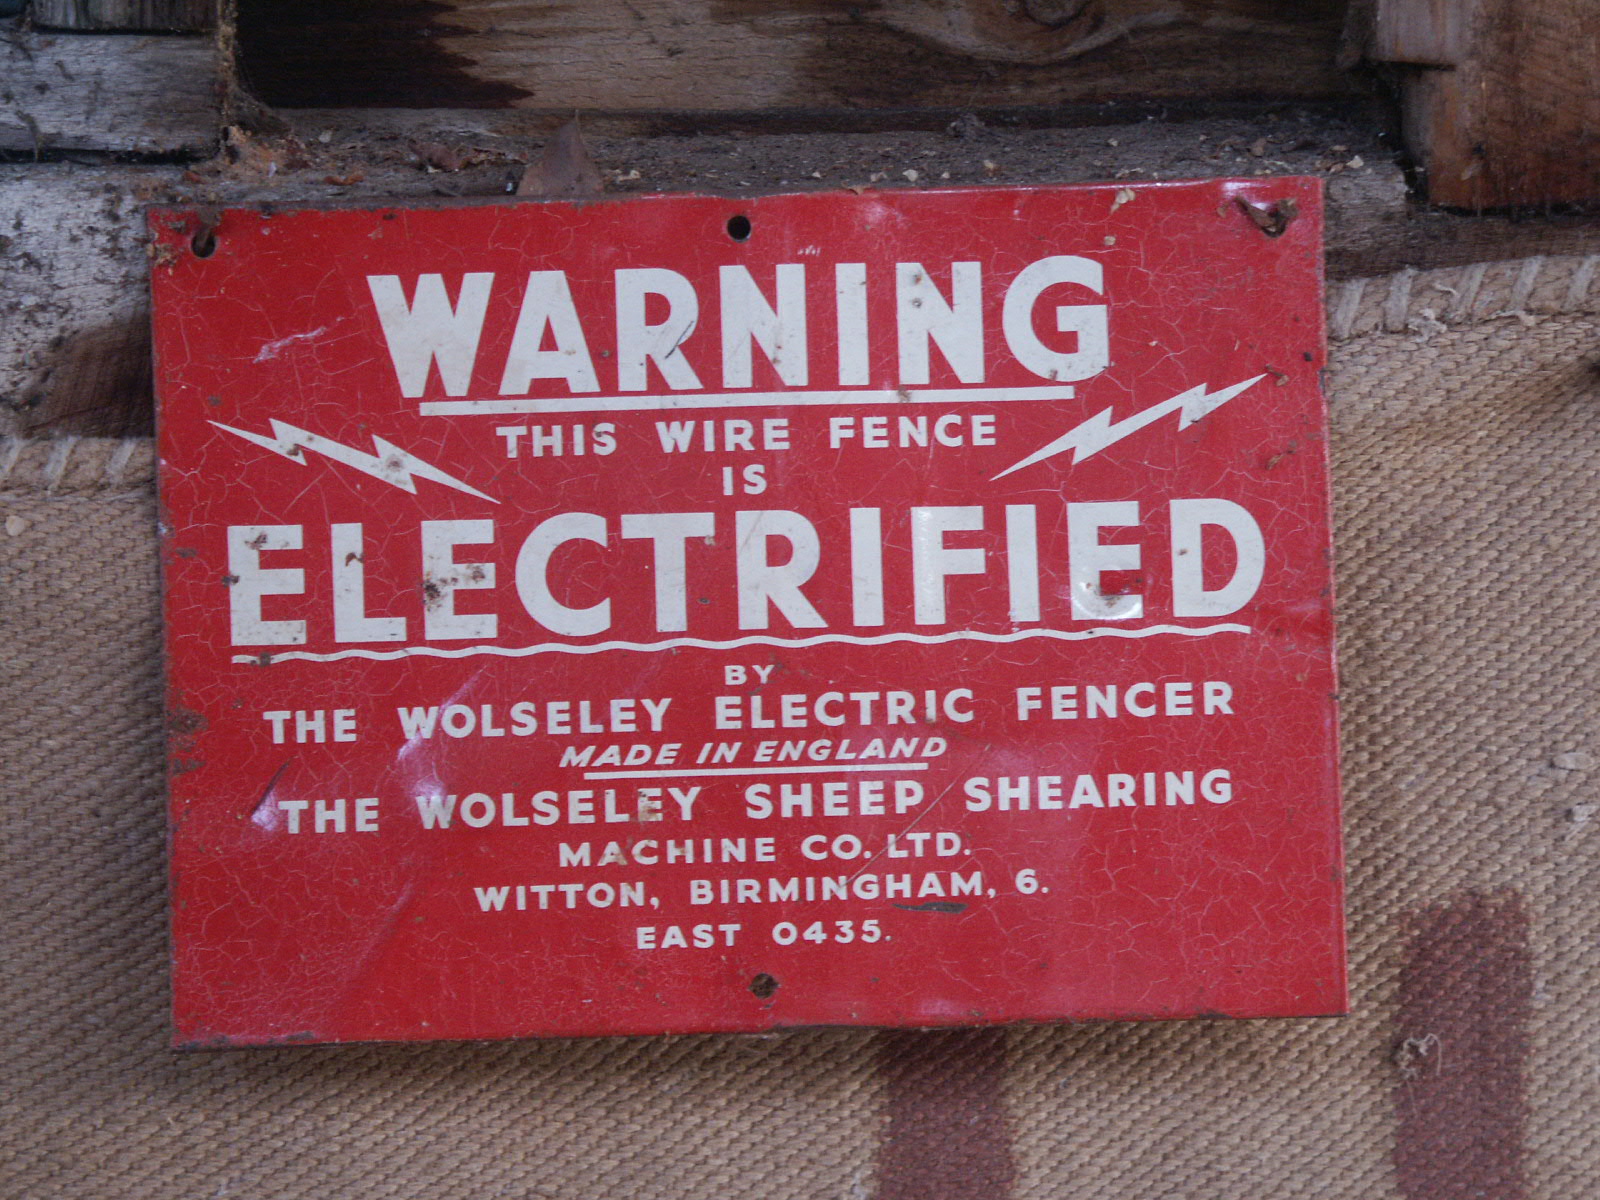 WARNING
THIS WIRE FENCE
IS
ELECTRIFIED
BY
THE WOLSELEY ELECTRIC FENCER
MADE IN ENGLAND
THE WOLSELEY SHEEP SHEARING
MACHINE CO. LTD.
WITTON, BIRMINGHAM, 6.
EAST 0435.